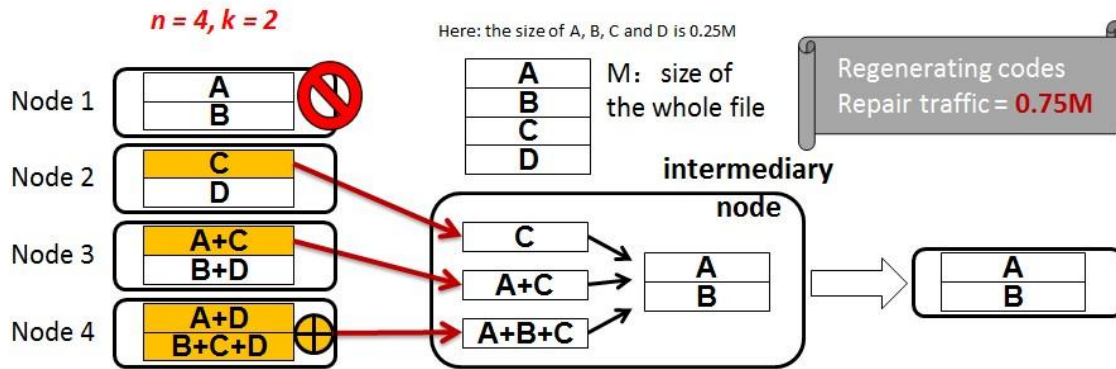 n = 4, k = 2
Here: the size of A, B, C and D is 0.25M
Node 1
A
B
Node 2
C
D
Node 3
A+C
B+D
Node 4
A+D
B+C+D
A
B
C
D
M: size of
the whole file
Regenerating codes
Repair traffic = 0.75M
intermediary
node
C
A+C
A+B+C
A
B
A
B